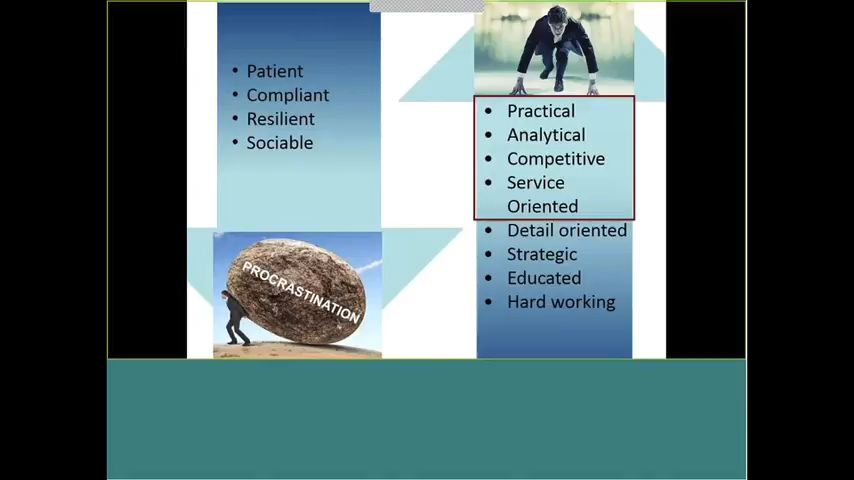 • Patient
• Compliant
• Resilient
• Sociable
PROCRASTINATION
• Practical
• Analytical
• Competitive
• Service
Oriented
• Detail oriented
• Strategic
• Educated
• Hard working